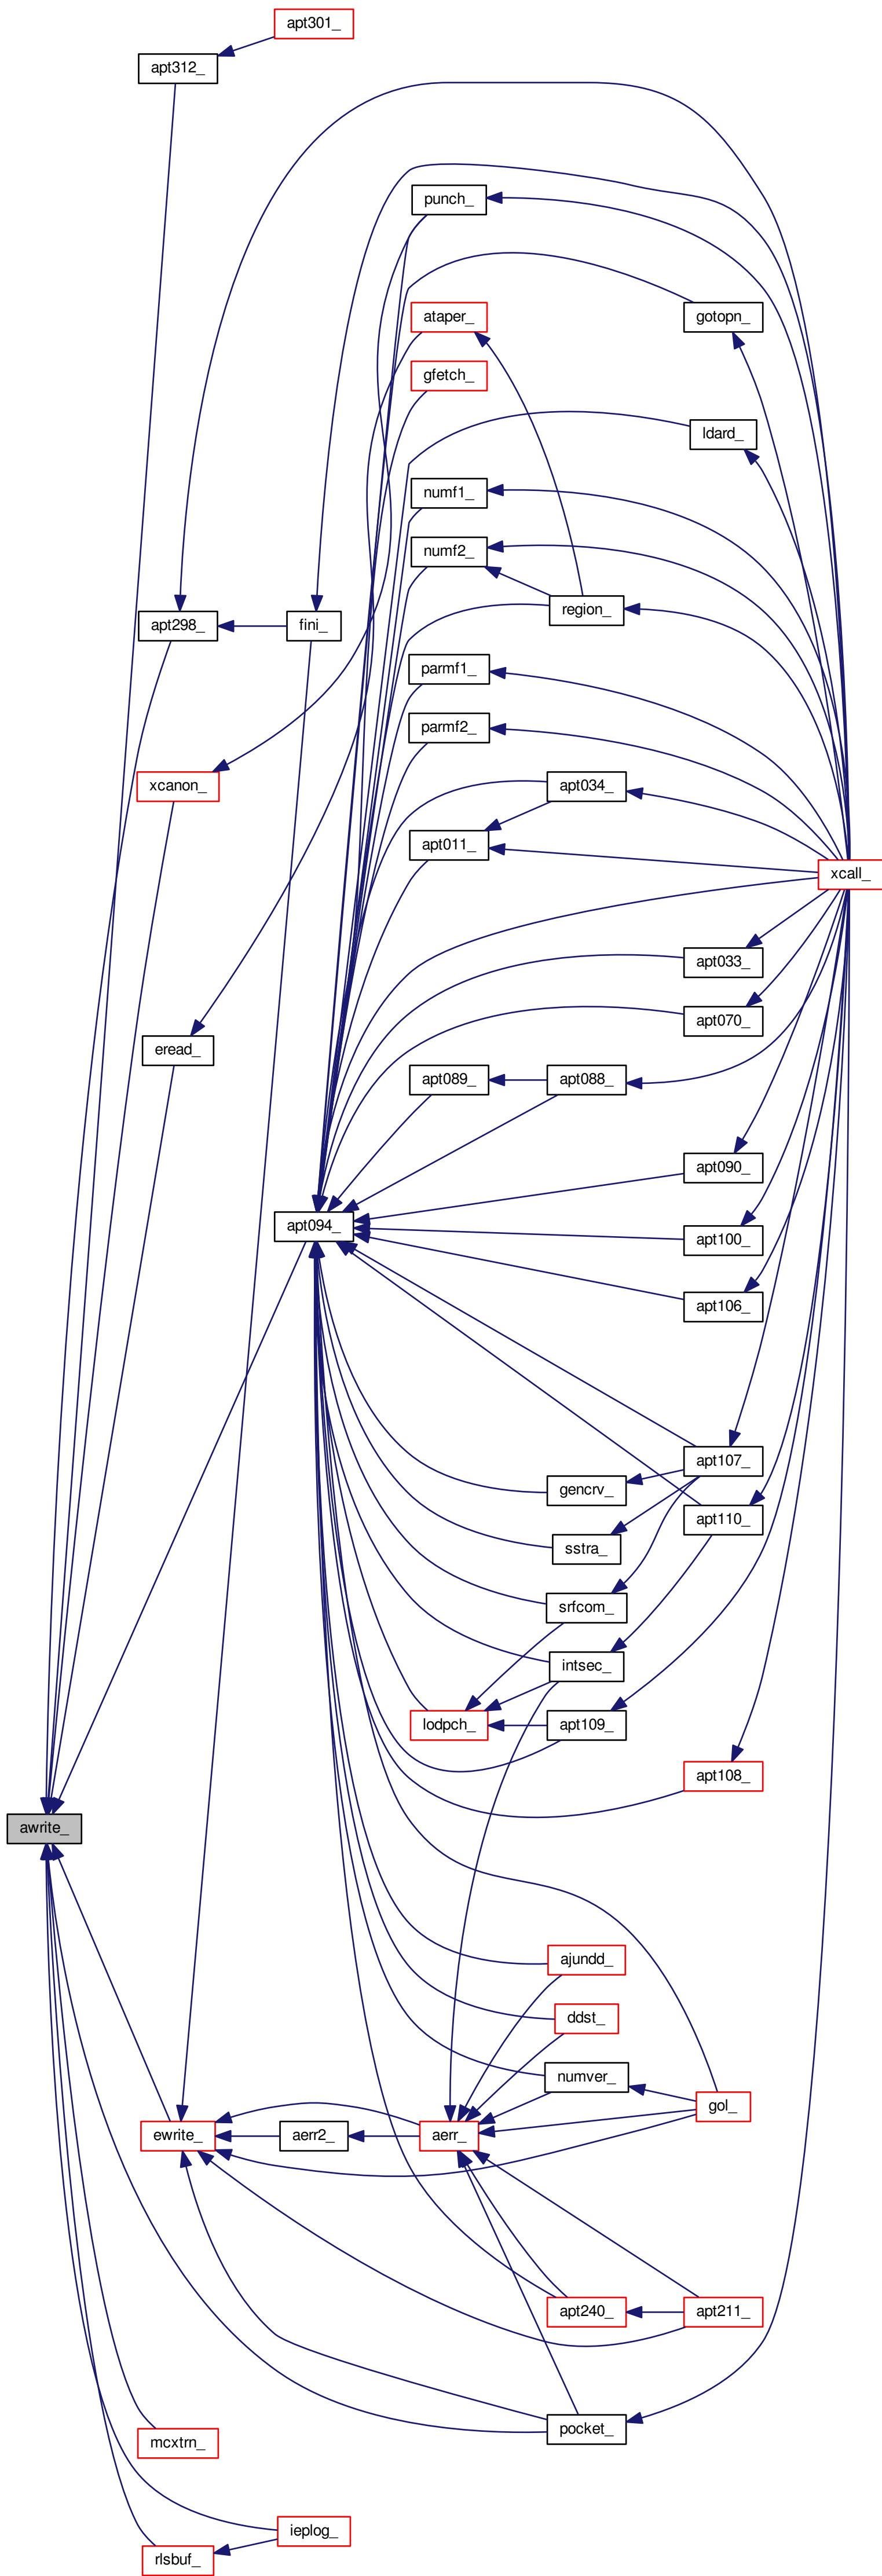 apt301_
apt312_
punch_
ataper_
gotopn_
gfetch_
ldard_
numf1_
numf2_
region_
apt298_
fini_
parmf1_
parmf2_
xcanon_
apt034_
apt011_
xcall_
apt033_
apt070_
eread_
apt089_
apt088_
apt090_
apt094_
apt100_
apt106_
apt107_
gencrv_
apt110_
sstra_
srfcom_
intsec_
lodpch_
apt109_
apt108_
awrite_
ajundd_
ddst_
numver_
gol_
ewrite_
aerr2_
aerr_
apt240_
apt211_
pocket_
mcxtrn_
ieplog_
rlsbuf_